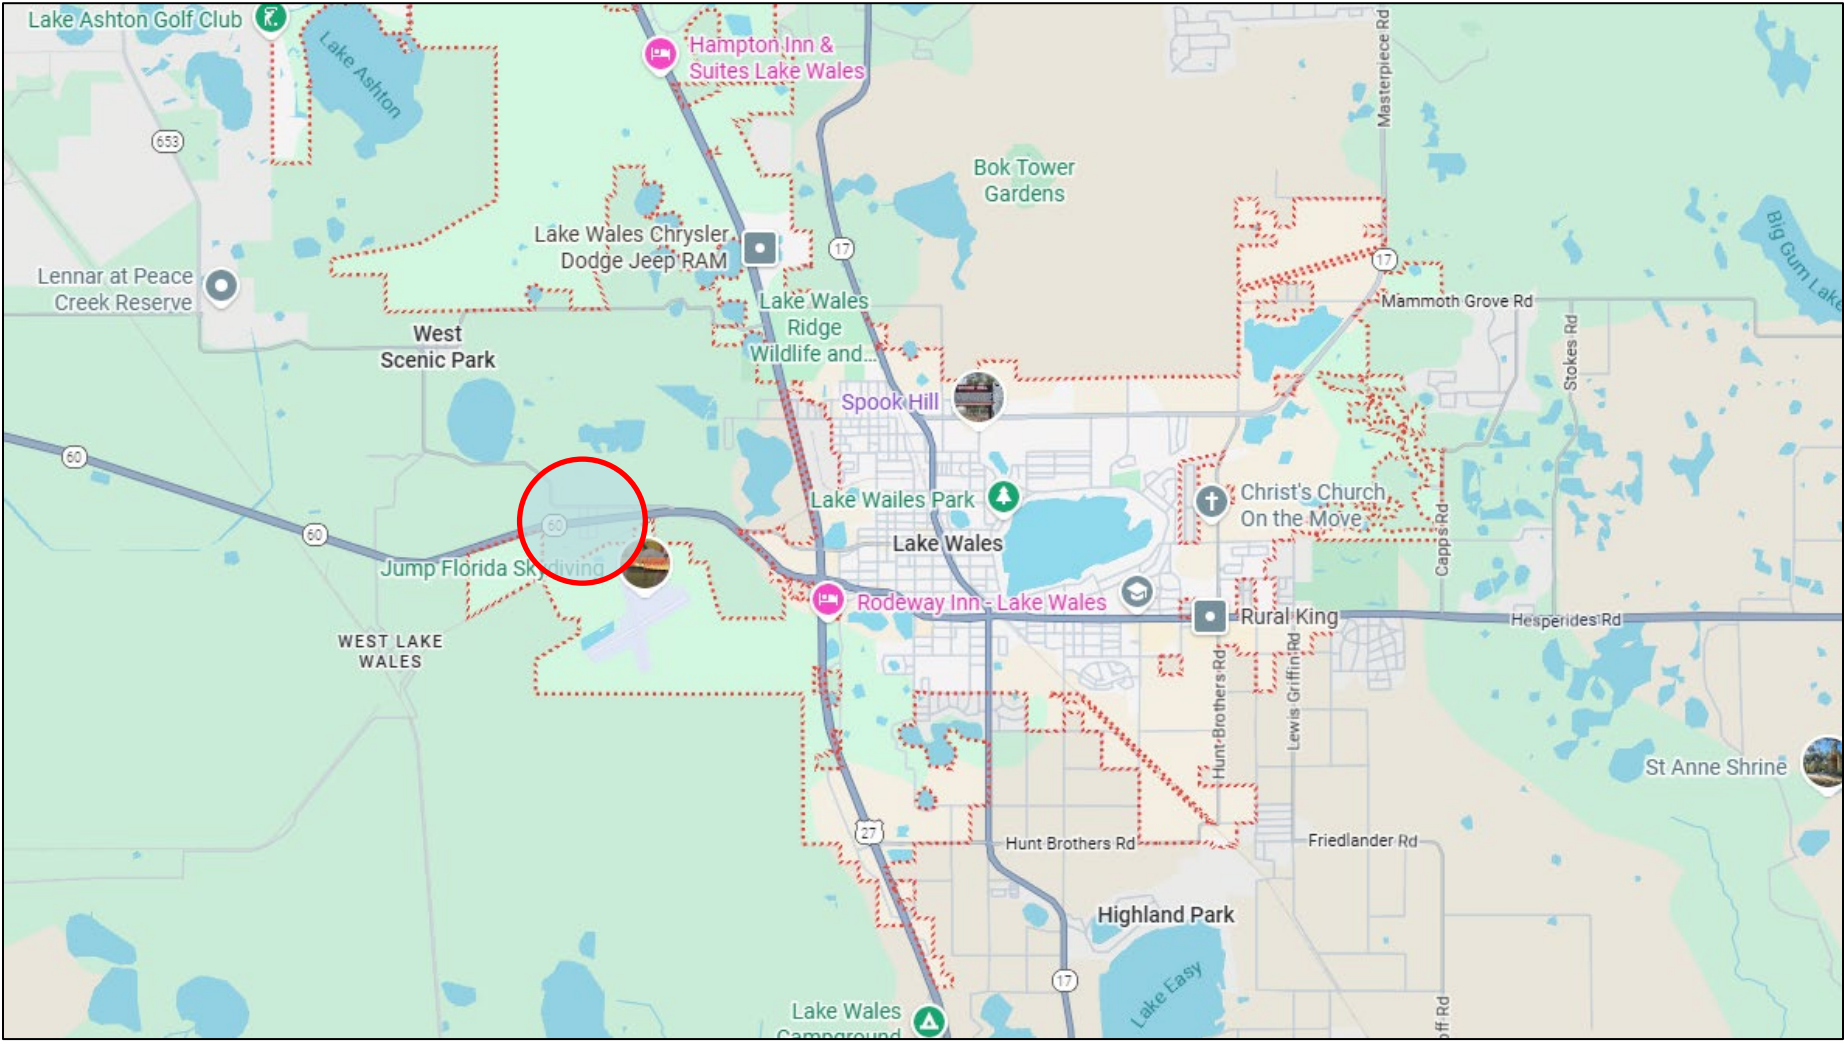 Lake Ashton Golf Club
Lake Ashton
Hampton Inn &
Suites Lake Wales
Masterpiece Rd
653
Bok Tower
Gardens
Lake Wales Chrysler
Dodge Jeep RAM
17
17
Big Gum Lake
Lennar at Peace
Creek Reserve
Mammoth Grove Rd
Lake Wales
Ridge
Wildlife and...
West
Scenic Park
Stokes Rd
Spook Hill
60
Lake Wailes Park
Christ's Church
On the Move
60
60
Lake Wales
Capps Rd
Jump Florida Skydiving
Rodeway Inn - Lake Wales
Rural King
Hesperides Rd
WEST LAKE
WALES
Hunt Brothers Rd
Lewis Griffin Rd
St Anne Shrine
27
Hunt Brothers Rd
Friedlander Rd
Highland Park
17
Lake Easy
Lake Wales
Campground
off Rd